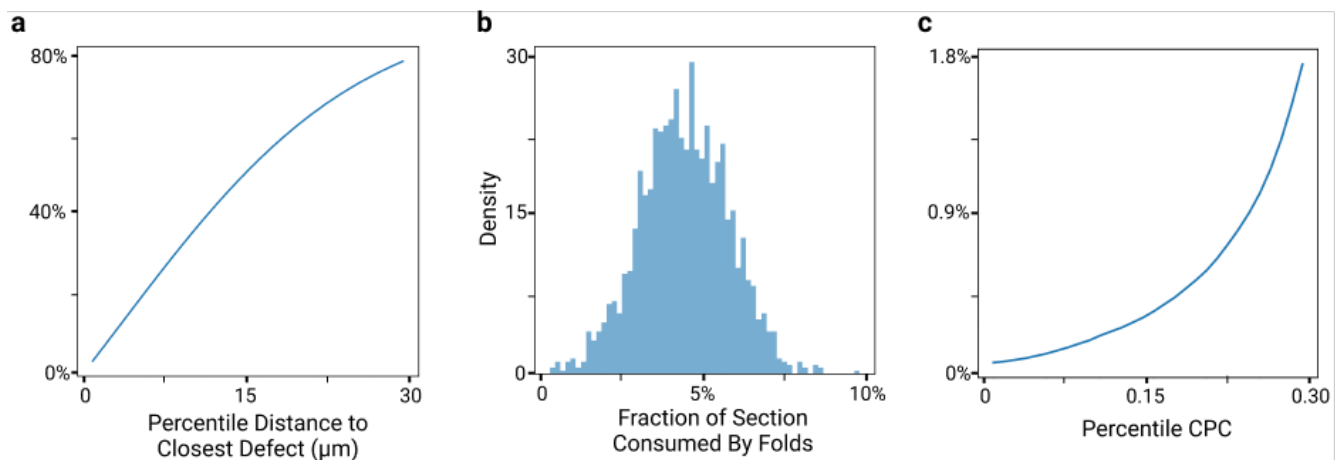 a
80%
40%
0%
0
15
30
Percentile Distance to
Closest Defect (μm)
b
Density
30
15
0
0
5%
10%
Fraction of Section
Consumed By Folds
c
1.8%
0.9%
0%
0
0.15
0.30
Percentile CPC